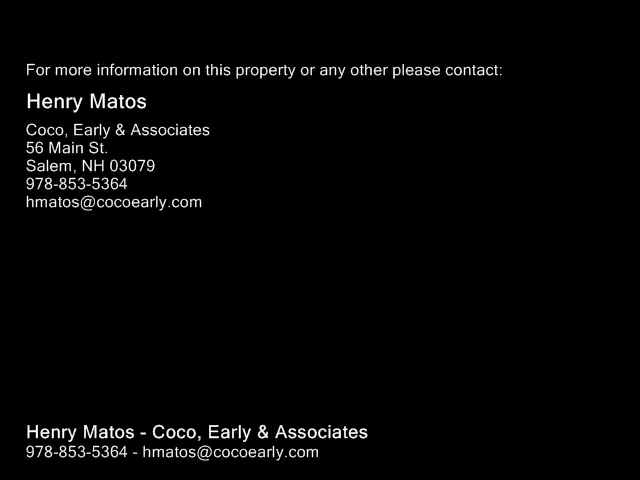 For more information on this property or any other please contact:
Henry Matos
Coco, Early & Associates
56 Main St.
Salem, NH 03079
978-853-5364
hmatos@cocoearly.com
Henry Matos - Coco, Early & Associates
978-853-5364 - hmatos@cocoearly.com